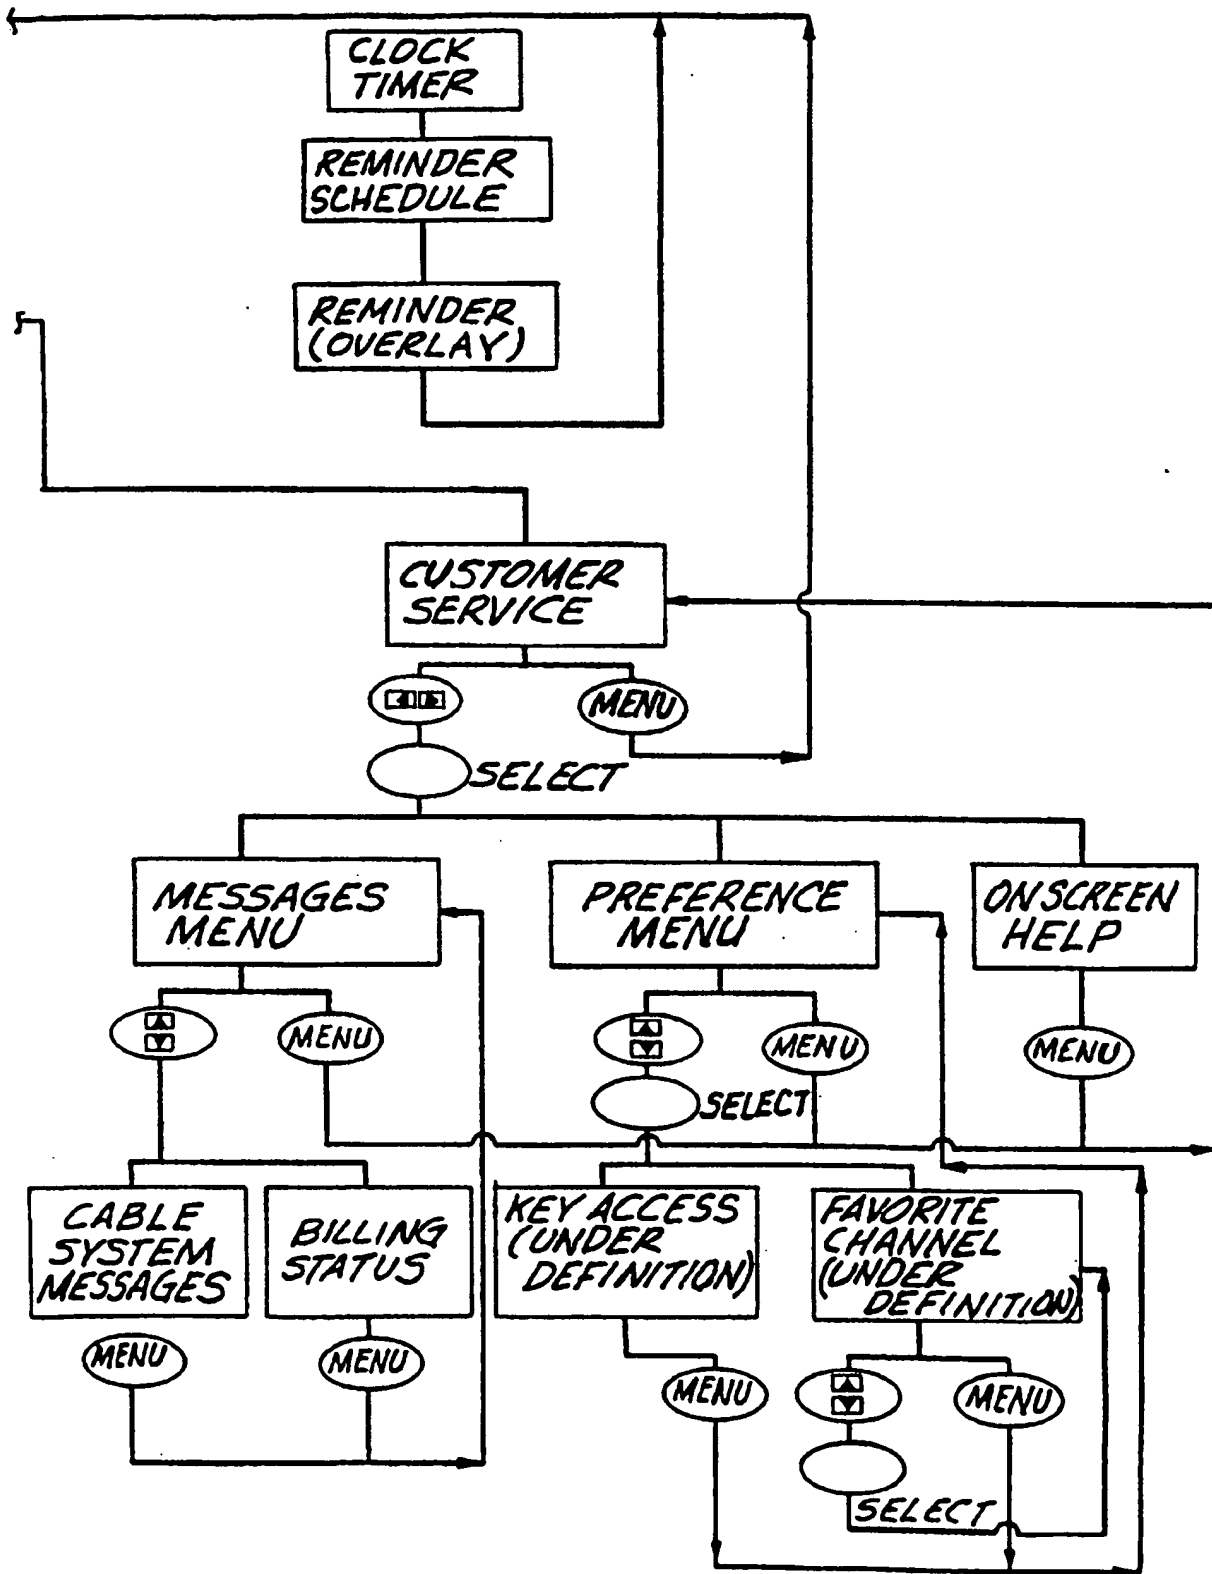 CLOCK
TIMER
REMINDER
SCHEDULE
REMINDER
(OVERLAY)
CUSTOMER
SERVICE
MENU
SELECT
MESSAGES
MENU
PREFERENCE
MENU
ON SCREEN
HELP
MENU
MENU
MENU
SELECT
CABLE
SYSTEM
MESSAGES
BILLING
STATUS
KEY ACCESS
(UNDER
DEFINITION)
FAVORITE
CHANNEL
(UNDER
DEFINITION)
MENU
MENU
MENU
MENU
SELECT